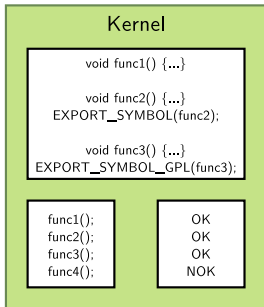 Kernel
void func1() {...}
void func2() {...}
EXPORT_SYMBOL(func2);
void func3() {...}
EXPORT_SYMBOL_GPL(func3);
func1();
func2();
func3();
func4();
OK
OK
OK
NOK